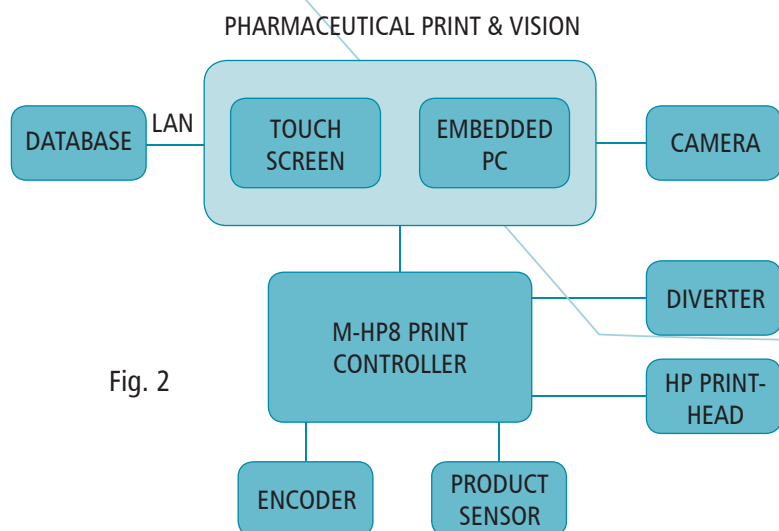 PHARMACEUTICAL PRINT & VISION
DATABASE
LAN
TOUCH
SCREEN
EMBEDDED
PC
CAMERA
M-HP8 PRINT
CONTROLLER
DIVERTER
HP PRINT-
HEAD
Fig. 2
ENCODER
PRODUCT
SENSOR